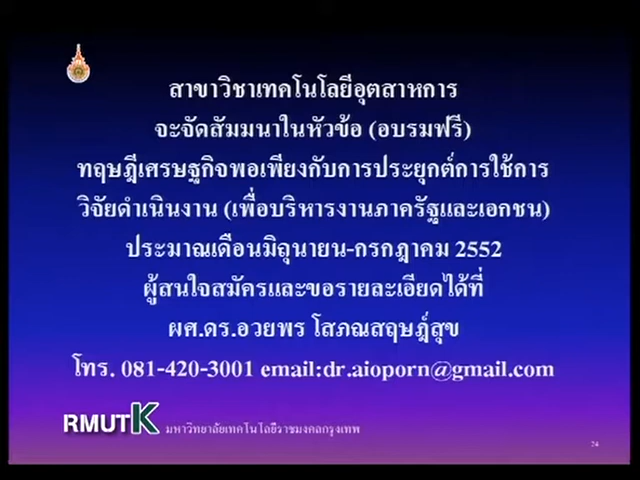 สาขาวิชาเทคโนโลยีอุตสาหการ
จะจัดสัมมนาในหัวข้อ (อบรมฟรี)
ทฤษฎีเศรษฐกิจพอเพียงกับการประยุกต์การใช้การ
วิจัยดำเนินงาน (เพื่อบริหารงานภาครัฐและเอกชน)
ประมาณเดือนมิถุนายน-กรกฎาคม 2552
ผู้สนใจสมัครและขอรายละเอียดได้ที่
ผศ.ดร.อวยพร โสภณสฤษฎ์สุข
โทร. 081-420-3001 email:dr.aioporn@gmail.com
RMUTK มหาวิทยาลัยเทคโนโลยีราชมงคลกรุงเทพ
74